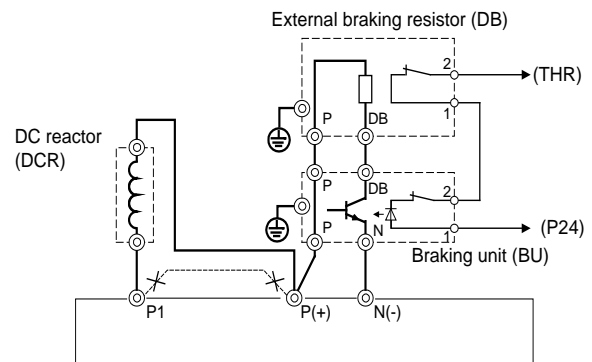 External braking resistor (DB)
2
(THR)
P
DB
1
DC reactor
(DCR)
P
DB
2
N
(P24)
1
Braking unit (BU)
P
P1
P(+)
N(-)